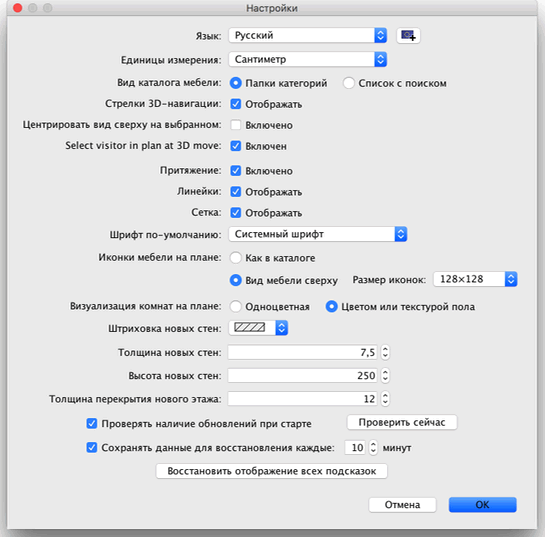 Настройки
Язык: Русский
Единицы измерения: Сантиметр
Вид каталога мебели: Папки категорий Список с поиском
Стрелки 3D-навигации: Отображать
Центрировать вид сверху на выбранном: Включено
Select visitor in plan at 3D move: Включен
Притяжение: Включено
Линейки: Отображать
Сетка: Отображать
Шрифт по-умолчанию: Системный шрифт
Иконки мебели на плане: Как в каталоге
Вид мебели сверху Размер иконок: 128×128
Визуализация комнат на плане: Одноцветная Цветом или текстурой пола
Штриховка новых стен:
Толщина новых стен: 7,5
Высота новых стен: 250
Толщина перекрытия нового этажа: 12
Проверять наличие обновлений при старте Проверить сейчас
Сохранять данные для восстановления каждые: 10 минут
Восстановить отображение всех подсказок
Отмена OK